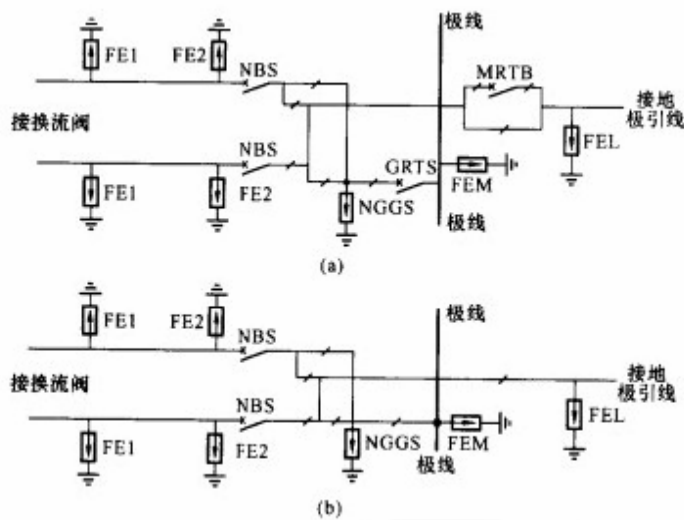 极线
FE1
FE2
NBS
MRTB
接换流阀
接地
极引线
NBS
GRTS
FEL
FE1
FE2
FEM
NGGS
极线
(a)
极线
FE1
FE2
NBS
接换流阀
接地
极引线
NBS
FE1
FE2
NGGS
FEM
FEL
极线
(b)